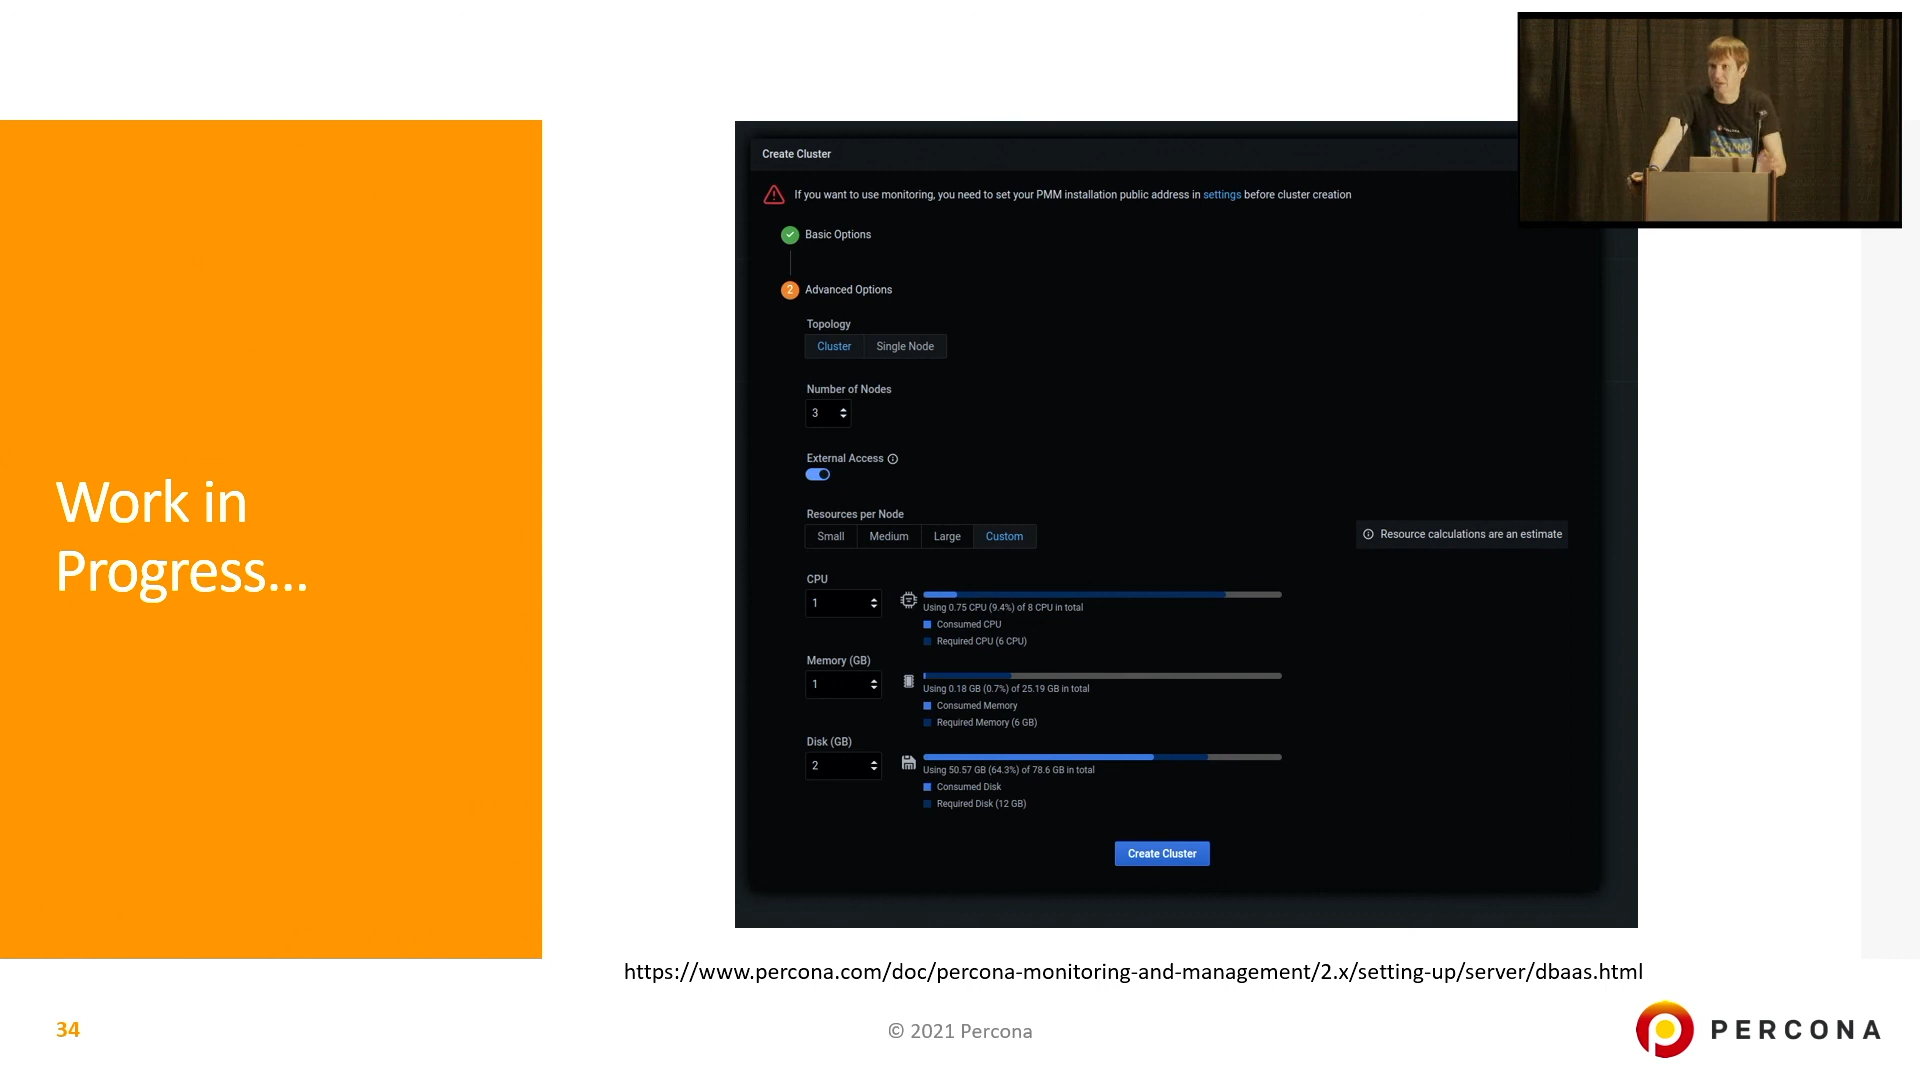 Work in
Progress...
Create Cluster
If you want to use monitoring, you need to set your PMM installation public address in settings before cluster creation
Basic Options
2 Advanced Options
Topology
Cluster Single Node
Number of Nodes
3
External Access
Resources per Node
Small Medium Large Custom
Resource calculations are an estimate
CPU
1
Using 0.75 CPU (9.4%) of 8 CPU in total
Consumed CPU
Required CPU (6 CPU)
Memory (GB)
1
Using 0.18 GB (0.7%) of 25.19 GB in total
Consumed Memory
Required Memory (6 GB)
Disk (GB)
2
Using 50.57 GB (64.3%) of 78.6 GB in total
Consumed Disk
Required Disk (12 GB)
Create Cluster
https://www.percona.com/doc/percona-monitoring-and-management/2.x/setting-up/server/dbaas.html
34
© 2021 Percona
PERCONA